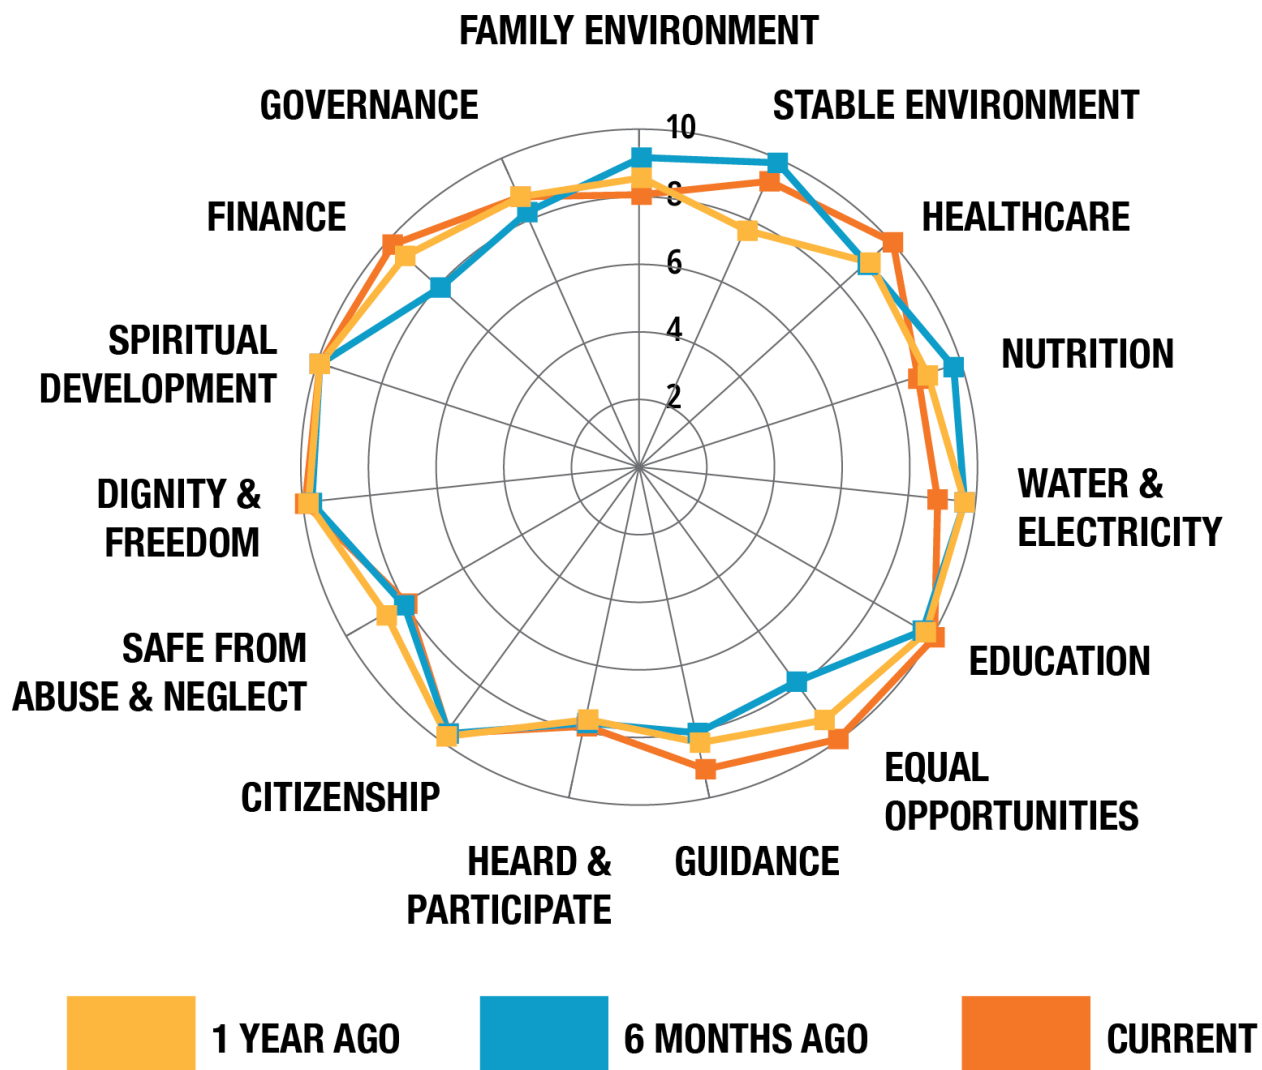 FAMILY ENVIRONMENT
GOVERNANCE
STABLE ENVIRONMENT
10
8
6
4
2
FINANCE
HEALTHCARE
SPIRITUAL
DEVELOPMENT
NUTRITION
DIGNITY &
FREEDOM
WATER &
ELECTRICITY
SAFE FROM
ABUSE & NEGLECT
EDUCATION
CITIZENSHIP
EQUAL
OPPORTUNITIES
HEARD &
PARTICIPATE
GUIDANCE
1 YEAR AGO
6 MONTHS AGO
CURRENT